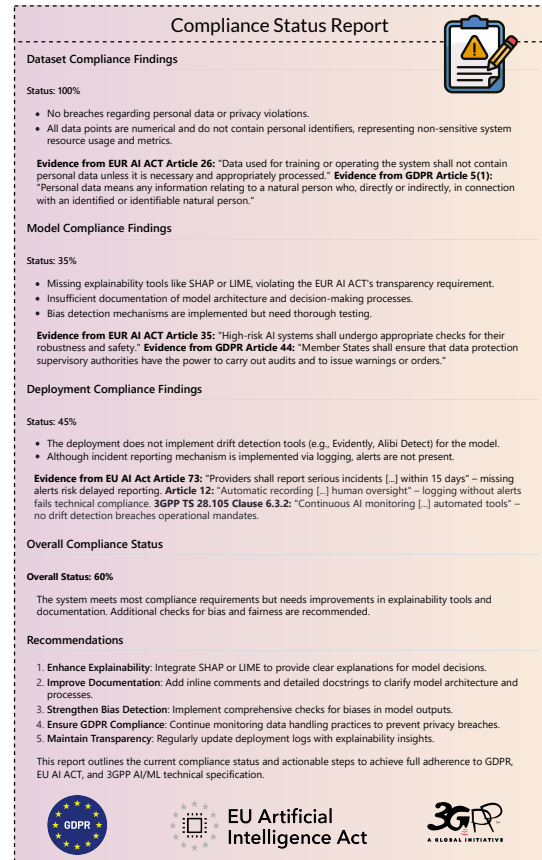 Compliance Status Report
Dataset Compliance Findings
Status: 100%
• No breaches regarding personal data or privacy violations.
• All data points are numerical and do not contain personal identifiers, representing non-sensitive system
resource usage and metrics.
Evidence from EUR AI ACT Article 26: "Data used for training or operating the system shall not contain
personal data unless it is necessary and appropriately processed." Evidence from GDPR Article 5(1):
"Personal data means any information relating to a natural person who, directly or indirectly, in connection
with an identified or identifiable natural person."
Model Compliance Findings
Status: 35%
• Missing explainability tools like SHAP or LIME, violating the EUR AI ACT's transparency requirement.
• Insufficient documentation of model architecture and decision-making processes.
• Bias detection mechanisms are implemented but need thorough testing.
Evidence from EUR AI ACT Article 35: "High-risk AI systems shall undergo appropriate checks for their
robustness and safety." Evidence from GDPR Article 44: "Member States shall ensure that data protection
supervisory authorities have the power to carry out audits and to issue warnings or orders."
Deployment Compliance Findings
Status: 45%
• The deployment does not implement drift detection tools (e.g., Evidently, Alibi Detect) for the model.
• Although incident reporting mechanism is implemented via logging, alerts are not present.
Evidence from EU AI Act Article 73: "Providers shall report serious incidents [...] within 15 days" – missing
alerts risk delayed reporting. Article 12: "Automatic recording [...] human oversight" – logging without alerts
fails technical compliance. 3GPP TS 28.105 Clause 6.3.2: "Continuous AI monitoring [...] automated tools" –
no drift detection breaches operational mandates.
Overall Compliance Status
Overall Status: 60%
The system meets most compliance requirements but needs improvements in explainability tools and
documentation. Additional checks for bias and fairness are recommended.
Recommendations
1. Enhance Explainability: Integrate SHAP or LIME to provide clear explanations for model decisions.
2. Improve Documentation: Add inline comments and detailed docstrings to clarify model architecture and
processes.
3. Strengthen Bias Detection: Implement comprehensive checks for biases in model outputs.
4. Ensure GDPR Compliance: Continue monitoring data handling practices to prevent privacy breaches.
5. Maintain Transparency: Regularly update deployment logs with explainability insights.
This report outlines the current compliance status and actionable steps to achieve full adherence to GDPR,
EU AI ACT, and 3GPP AI/ML technical specification.
GDPR
EU Artificial
Intelligence Act
3GPP
A GLOBAL INITIATIVE